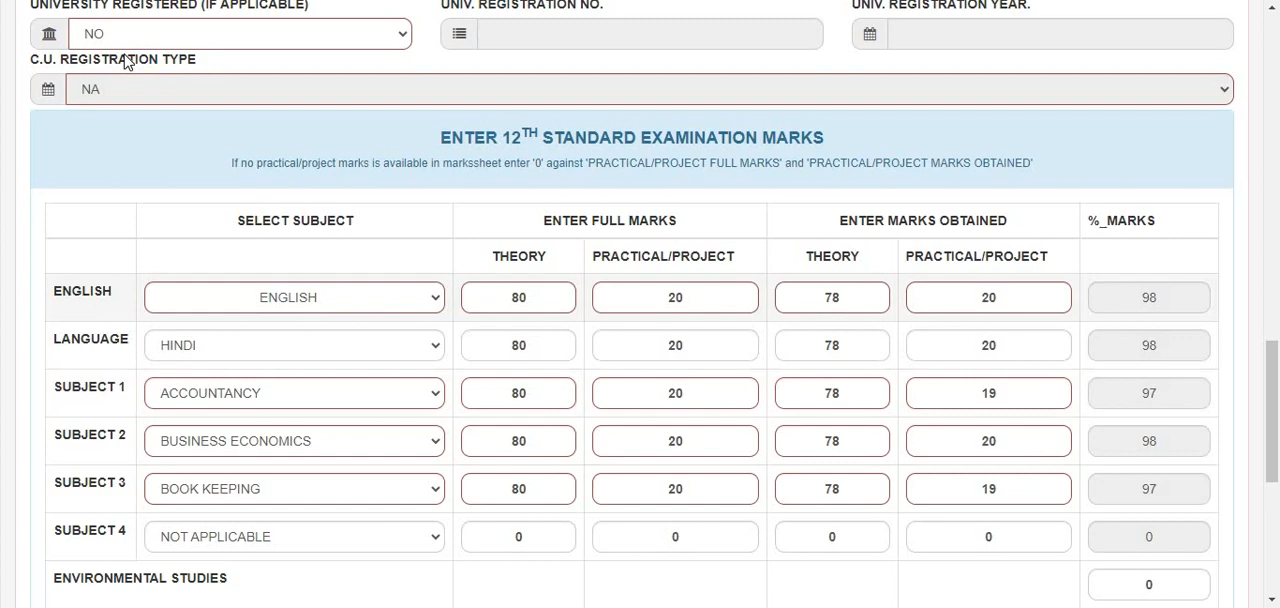 UNIVERSITY REGISTERED (IF APPLICABLE) UNIV. REGISTRATION NO. UNIV. REGISTRATION YEAR.
NO
C.U. REGISTRATION TYPE
NA
ENTER 12TH STANDARD EXAMINATION MARKS
If no practical/project marks is available in markssheet enter '0' against 'PRACTICAL/PROJECT FULL MARKS' and 'PRACTICAL/PROJECT MARKS OBTAINED'
SELECT SUBJECT ENTER FULL MARKS ENTER MARKS OBTAINED %_MARKS
THEORY PRACTICAL/PROJECT THEORY PRACTICAL/PROJECT
ENGLISH ENGLISH 80 20 78 20 98
LANGUAGE HINDI 80 20 78 20 98
SUBJECT 1 ACCOUNTANCY 80 20 78 19 97
SUBJECT 2 BUSINESS ECONOMICS 80 20 78 20 98
SUBJECT 3 BOOK KEEPING 80 20 78 19 97
SUBJECT 4 NOT APPLICABLE 0 0 0 0 0
ENVIRONMENTAL STUDIES 0